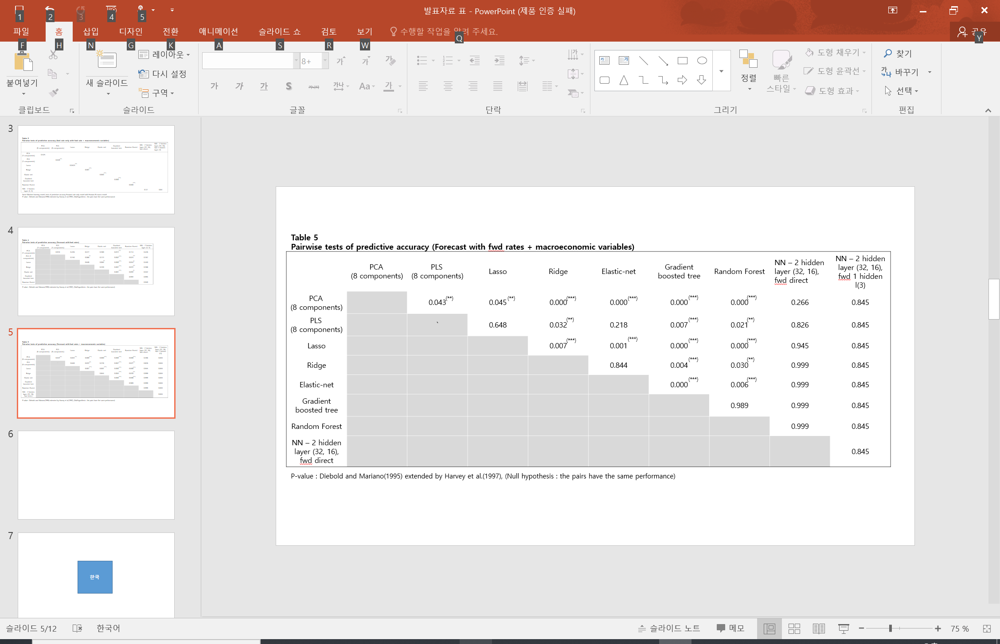 발표자료 표 - PowerPoint (제품 인증 실패)
1 2 3 4 5
파일 홈 삽입 디자인 전환 애니메이션 슬라이드 쇼 검토 보기 수행할 작업을 알려 주세요. 공유
F H N G K A S R W Q Y
붙여넣기
클립보드
새 슬라이드
레이아웃
다시 설정
구역
슬라이드
8+
가 가 가
가 가 가 S 가나다 간 Aa 가
글꼴
단락
정렬
빠른
스타일
도형 채우기
도형 윤곽선
도형 효과
그리기
찾기
바꾸기
선택
편집
3
4
5
6
7
한국
Table 5
Pairwise tests of predictive accuracy (Forecast with fwd rates + macroeconomic variables)
PCA (8 components) PLS (8 components) Lasso Ridge Elastic-net Gradient boosted tree Random Forest NN – 2 hidden layer (32, 16), fwd direct NN – 2 hidden layer (32, 16), fwd 1 hidden l(3)
PCA (8 components) 0.043(**) 0.045(**) 0.000(***) 0.000(***) 0.000(***) 0.000(***) 0.266 0.845
PLS (8 components) ` 0.648 0.032(**) 0.218 0.007(***) 0.021(**) 0.826 0.845
Lasso 0.007(***) 0.001(***) 0.000(***) 0.000(***) 0.945 0.845
Ridge 0.844 0.004(***) 0.030(**) 0.999 0.845
Elastic-net 0.000(***) 0.006(***) 0.999 0.845
Gradient boosted tree 0.989 0.999 0.845
Random Forest 0.999 0.845
NN – 2 hidden layer (32, 16), fwd direct 0.845
P-value : Diebold and Mariano(1995) extended by Harvey et al.(1997), (Null hypothesis : the pairs have the same performance)
슬라이드 5/12 한국어 슬라이드 노트 메모 75 %